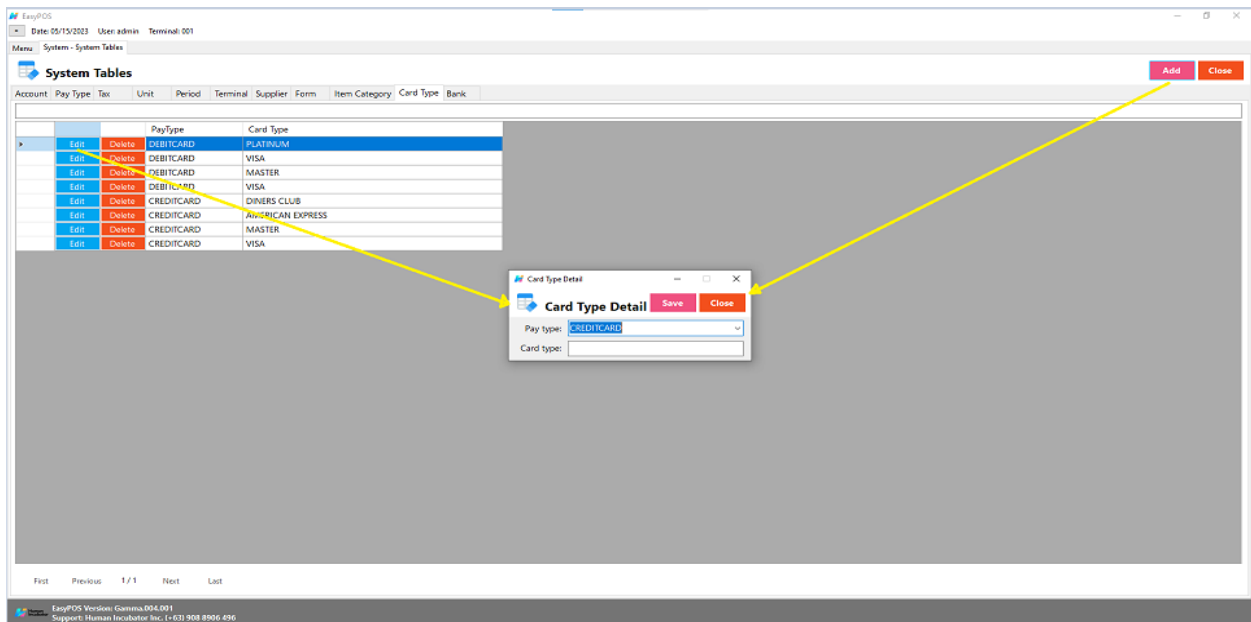 EasyPOS
Date: 05/15/2023 User: admin Terminal: 001
Menu System - System Tables
System Tables Add Close
Account Pay Type Tax Unit Period Terminal Supplier Form Item Category Card Type Bank
PayType Card Type
Edit Delete DEBITCARD PLATINUM
Edit Delete DEBITCARD VISA
Edit Delete DEBITCARD MASTER
Edit Delete DEBITCARD VISA
Edit Delete CREDITCARD DINERS CLUB
Edit Delete CREDITCARD AMERICAN EXPRESS
Edit Delete CREDITCARD MASTER
Edit Delete CREDITCARD VISA
Card Type Detail
Card Type Detail Save Close
Pay type: CREDITCARD
Card type:
First Previous 1 / 1 Next Last
EasyPOS Version: Gamma.004.001
Support: Human Incubator Inc. (+63) 908 8906 496